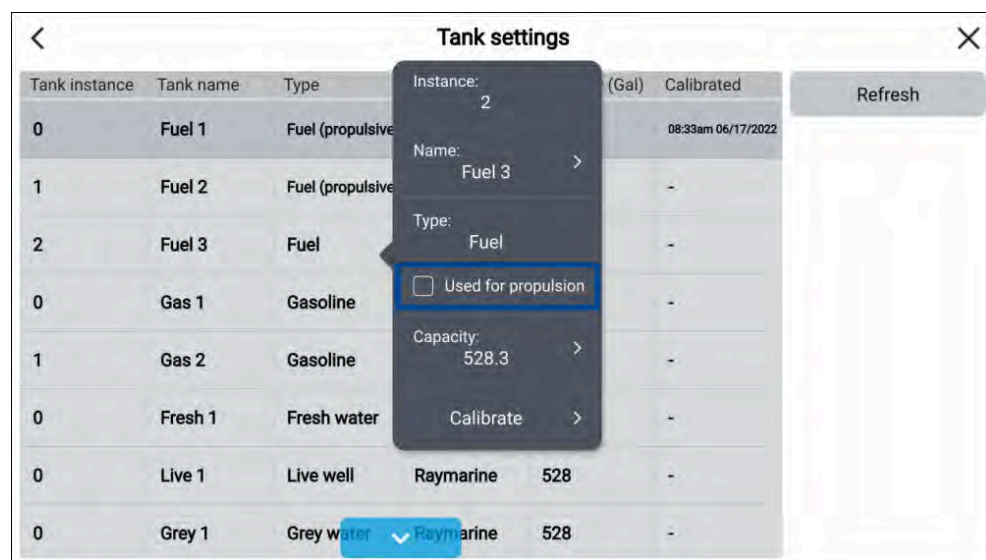 Tank settings
Tank instance Tank name Type (Gal) Calibrated
Refresh
0 Fuel 1 Fuel (propulsive 08:33am 06/17/2022
1 Fuel 2 Fuel (propulsive -
2 Fuel 3 Fuel -
0 Gas 1 Gasoline -
1 Gas 2 Gasoline -
0 Fresh 1 Fresh water -
0 Live 1 Live well Raymarine 528 -
0 Grey 1 Grey water Raymarine 528 -
Instance:
2
Name:
Fuel 3
Type:
Fuel
Used for propulsion
Capacity:
528.3
Calibrate